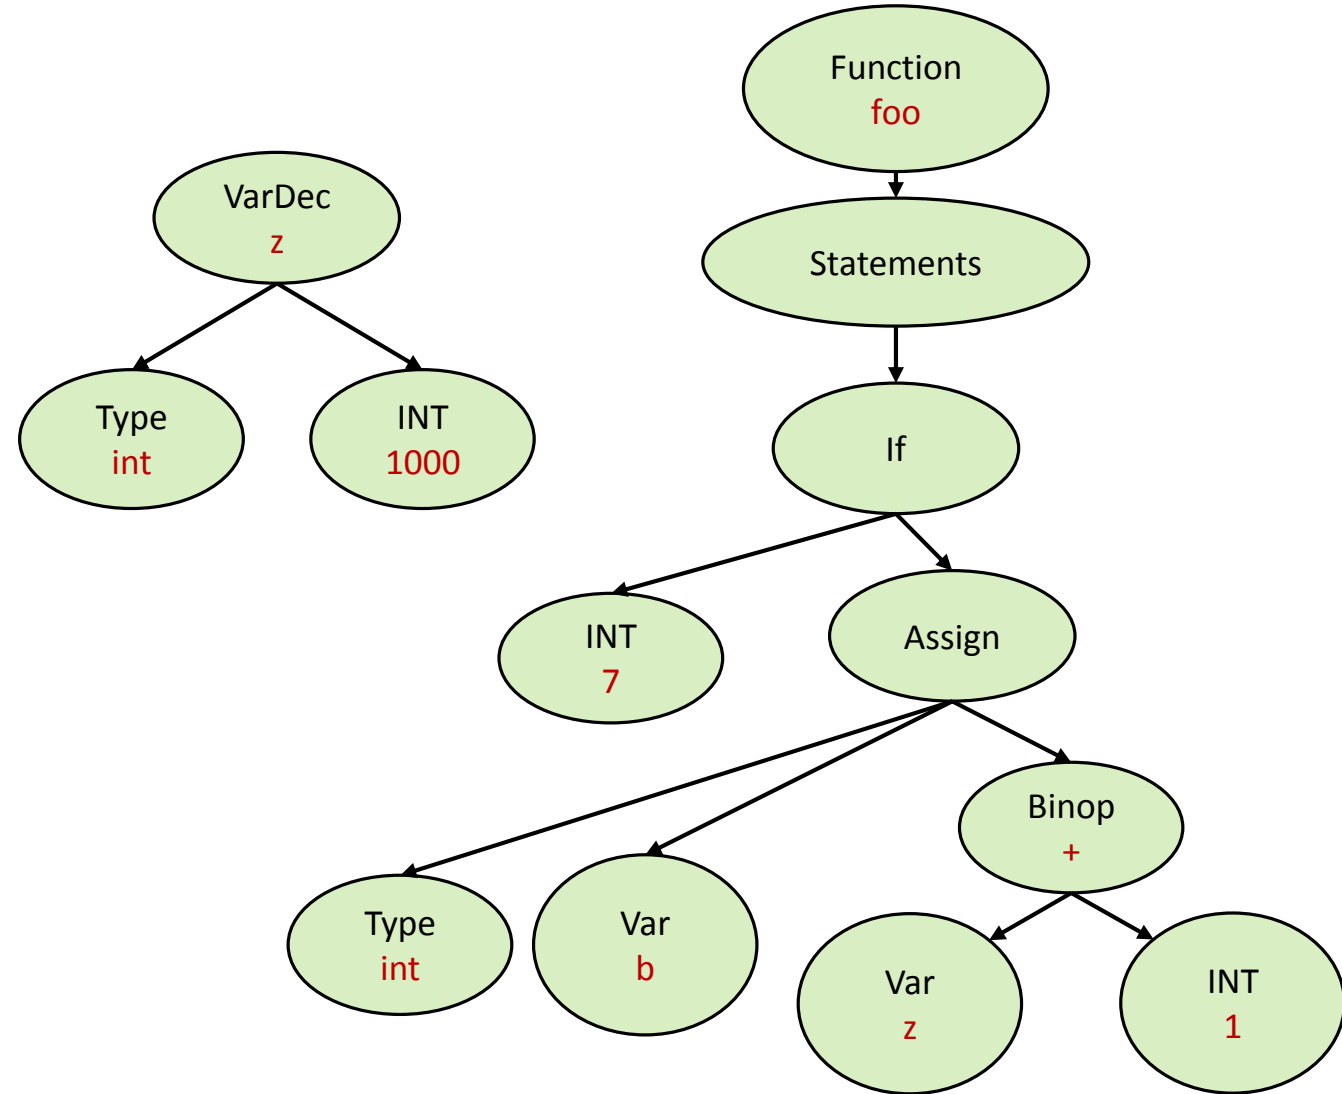 Function
foo
VarDec
z
Statements
Type
int
INT
1000
If
INT
7
Assign
Binop
+
Type
int
Var
b
Var
z
INT
1